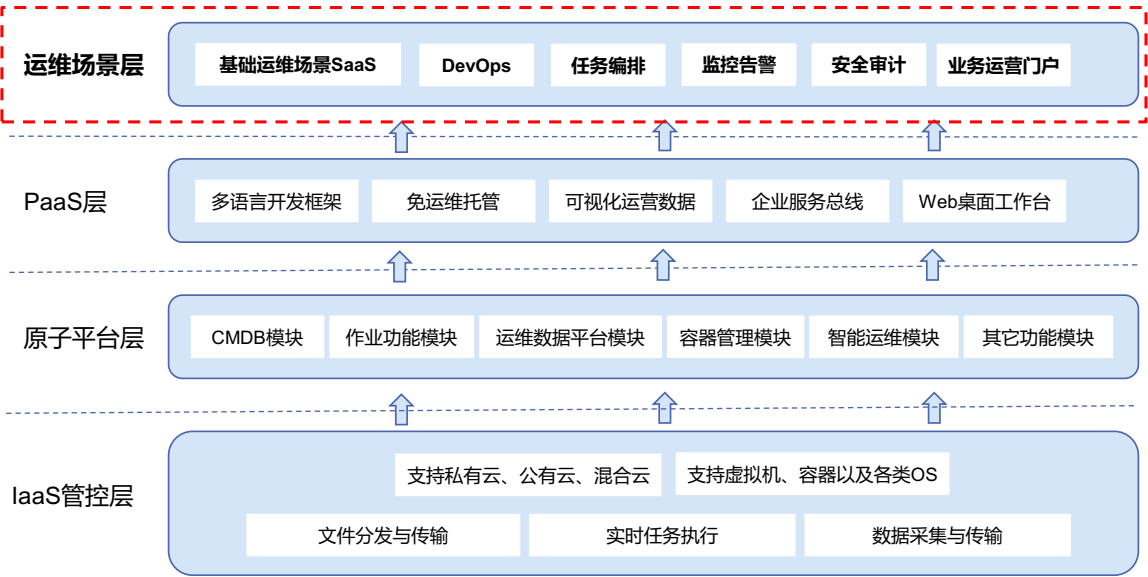 运维场景层
基础运维场景SaaS
DevOps
任务编排
监控告警
安全审计
业务运营门户
PaaS层
多语言开发框架
免运维托管
可视化运营数据
企业服务总线
Web桌面工作台
原子平台层
CMDB模块
作业功能模块
运维数据平台模块
容器管理模块
智能运维模块
其它功能模块
IaaS管控层
支持私有云、公有云、混合云
支持虚拟机、容器以及各类OS
文件分发与传输
实时任务执行
数据采集与传输